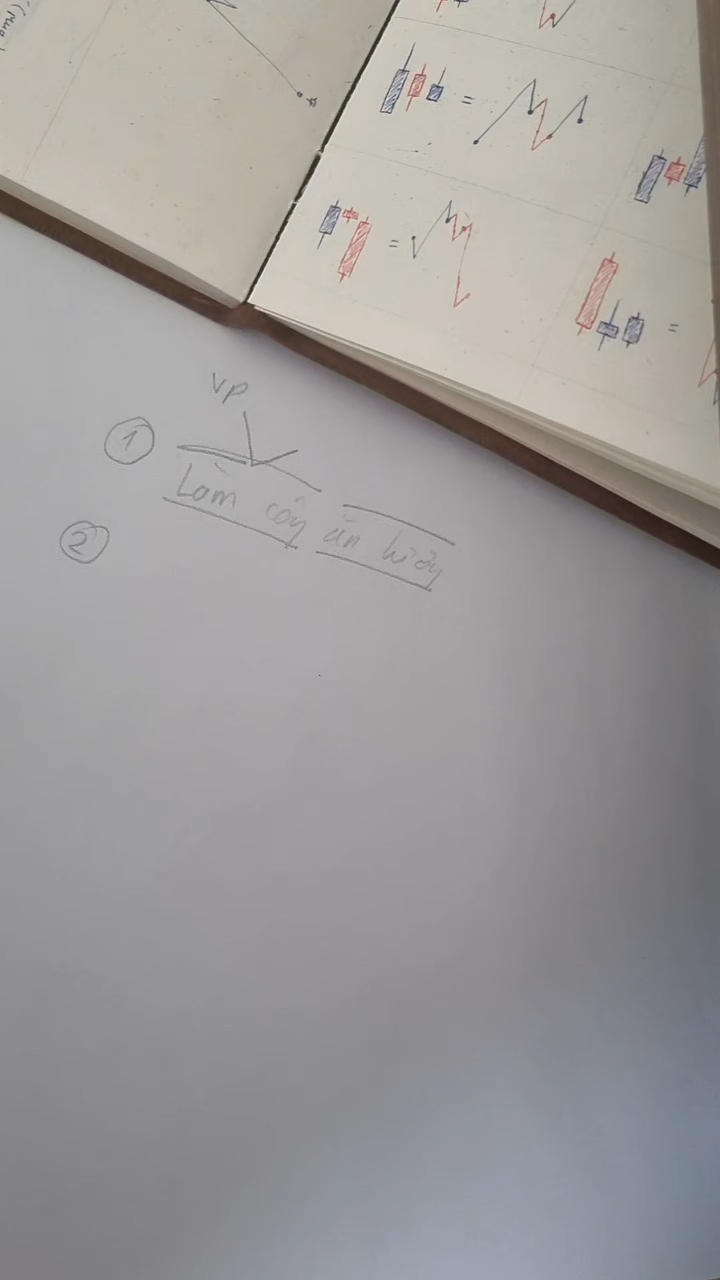 =
=
=
VP
1
Làm công ăn lương
2